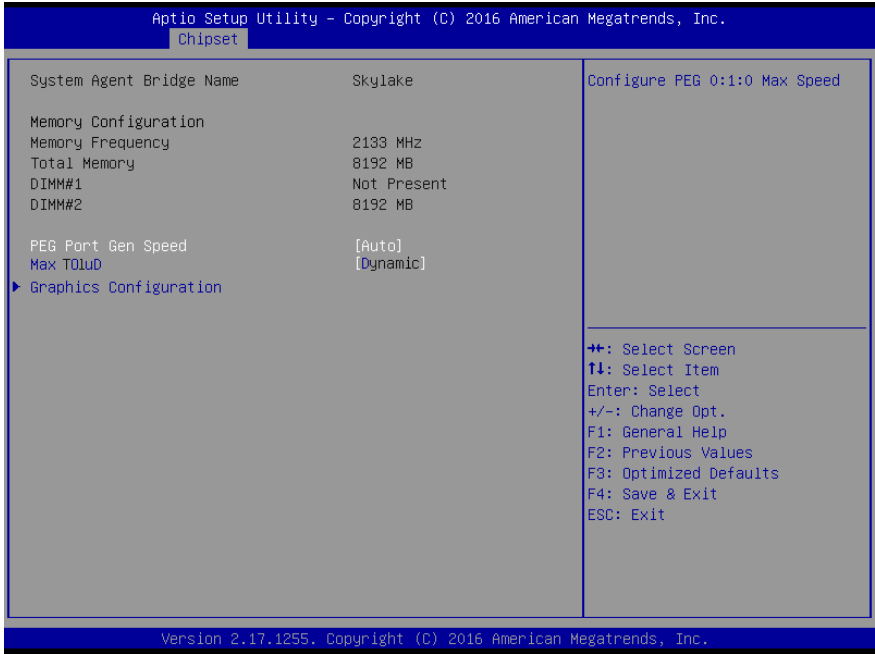 Aptio Setup Utility – Copyright (C) 2016 American Megatrends, Inc.
Chipset
System Agent Bridge Name Skylake
Memory Configuration
Memory Frequency 2133 MHz
Total Memory 8192 MB
DIMM#1 Not Present
DIMM#2 8192 MB
PEG Port Gen Speed [Auto]
Max TOluD [Dynamic]
Graphics Configuration
Configure PEG 0:1:0 Max Speed
→←: Select Screen
↑↓: Select Item
Enter: Select
+/-: Change Opt.
F1: General Help
F2: Previous Values
F3: Optimized Defaults
F4: Save & Exit
ESC: Exit
Version 2.17.1255. Copyright (C) 2016 American Megatrends, Inc.